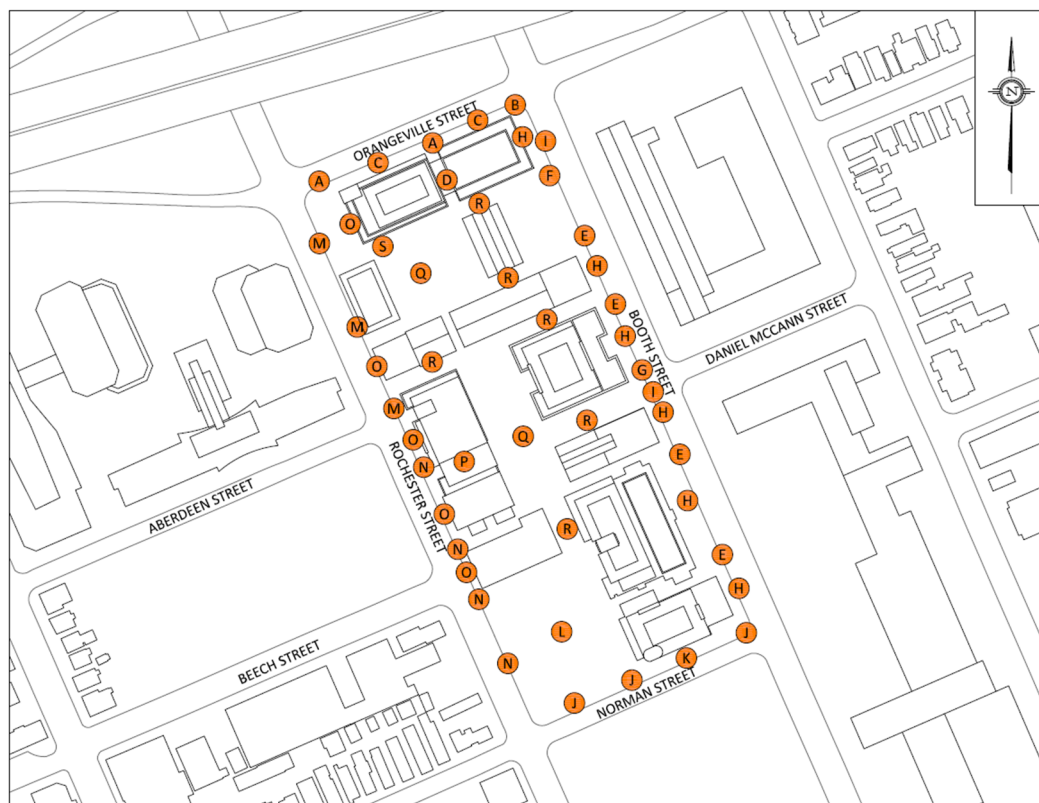 N
B
ORANGEVILLE STREET
C
A
H
I
C
A
D
F
R
O
M
S
E
H
Q
R
E
R
BOOTH STREET
M
H
DANIEL MCCANN STREET
R
O
G
I
M
H
R
O
Q
E
N
P
ROCHESTER STREET
H
ABERDEEN STREET
O
R
N
E
O
H
N
L
J
BEECH STREET
K
N
J
NORMAN STREET
J